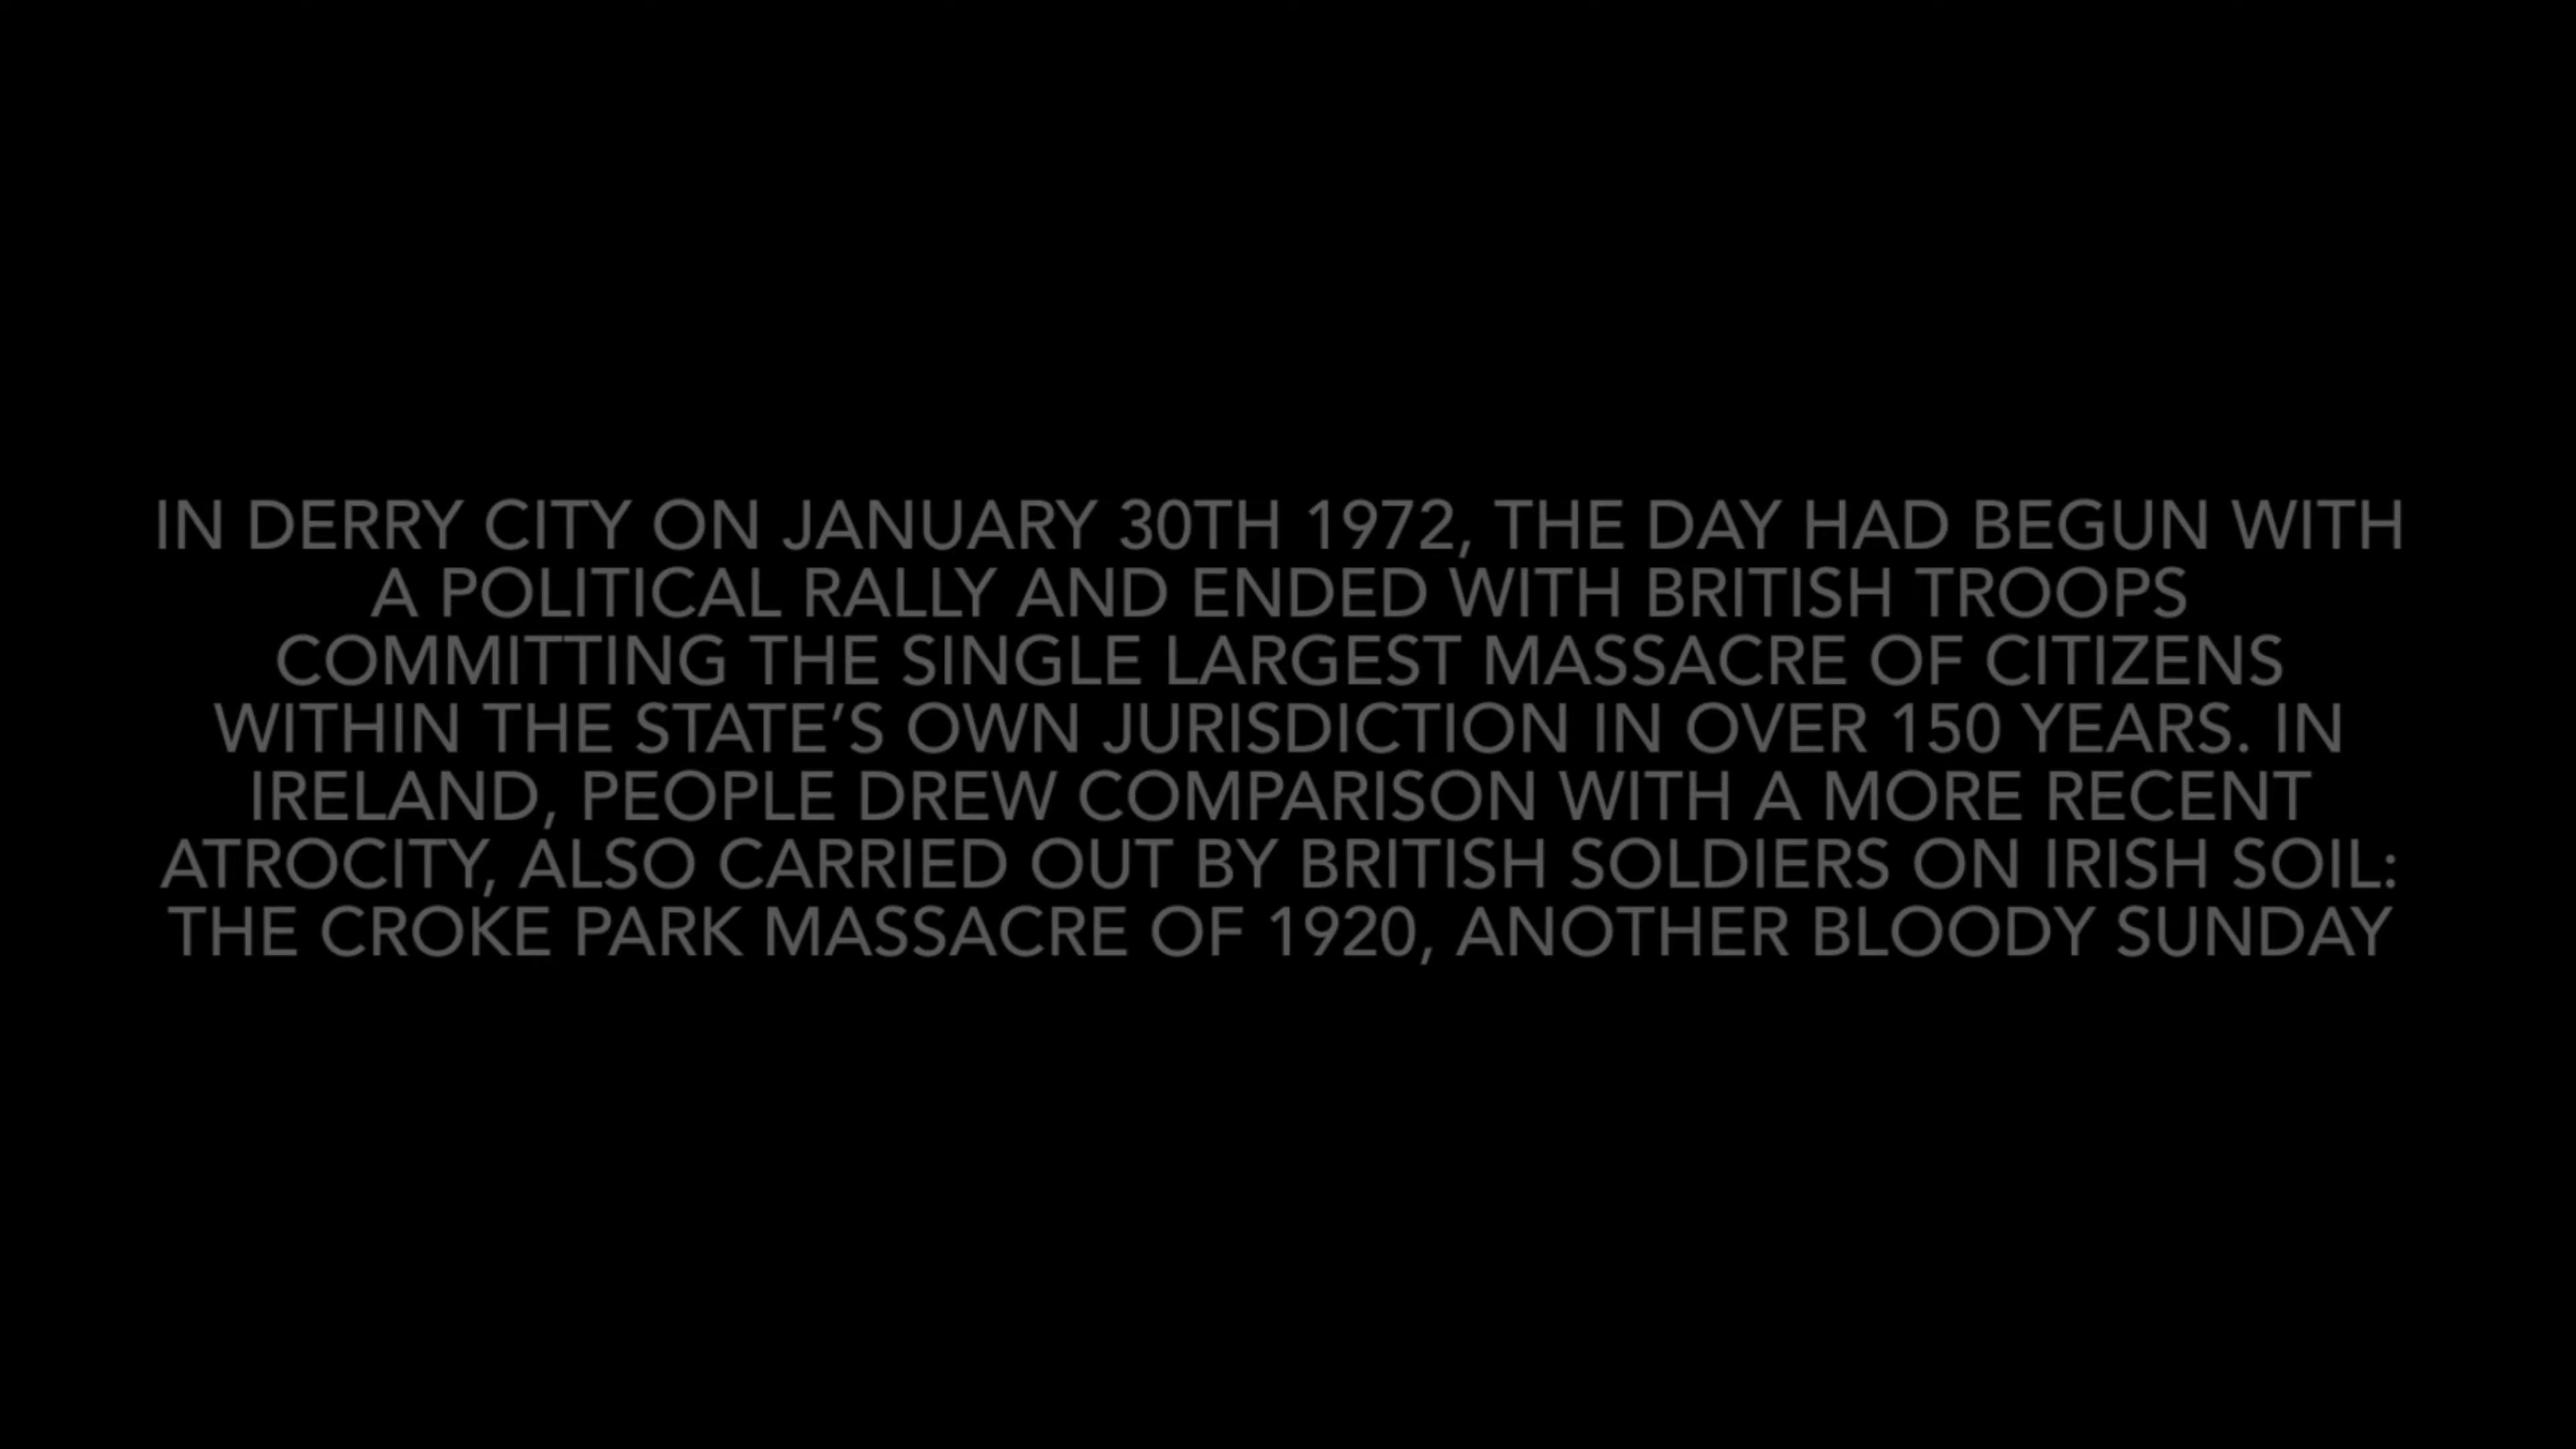 IN DERRY CITY ON JANUARY 30TH 1972, THE DAY HAD BEGUN WITH
A POLITICAL RALLY AND ENDED WITH BRITISH TROOPS
COMMITTING THE SINGLE LARGEST MASSACRE OF CITIZENS
WITHIN THE STATE’S OWN JURISDICTION IN OVER 150 YEARS. IN
IRELAND, PEOPLE DREW COMPARISON WITH A MORE RECENT
ATROCITY, ALSO CARRIED OUT BY BRITISH SOLDIERS ON IRISH SOIL:
THE CROKE PARK MASSACRE OF 1920, ANOTHER BLOODY SUNDAY